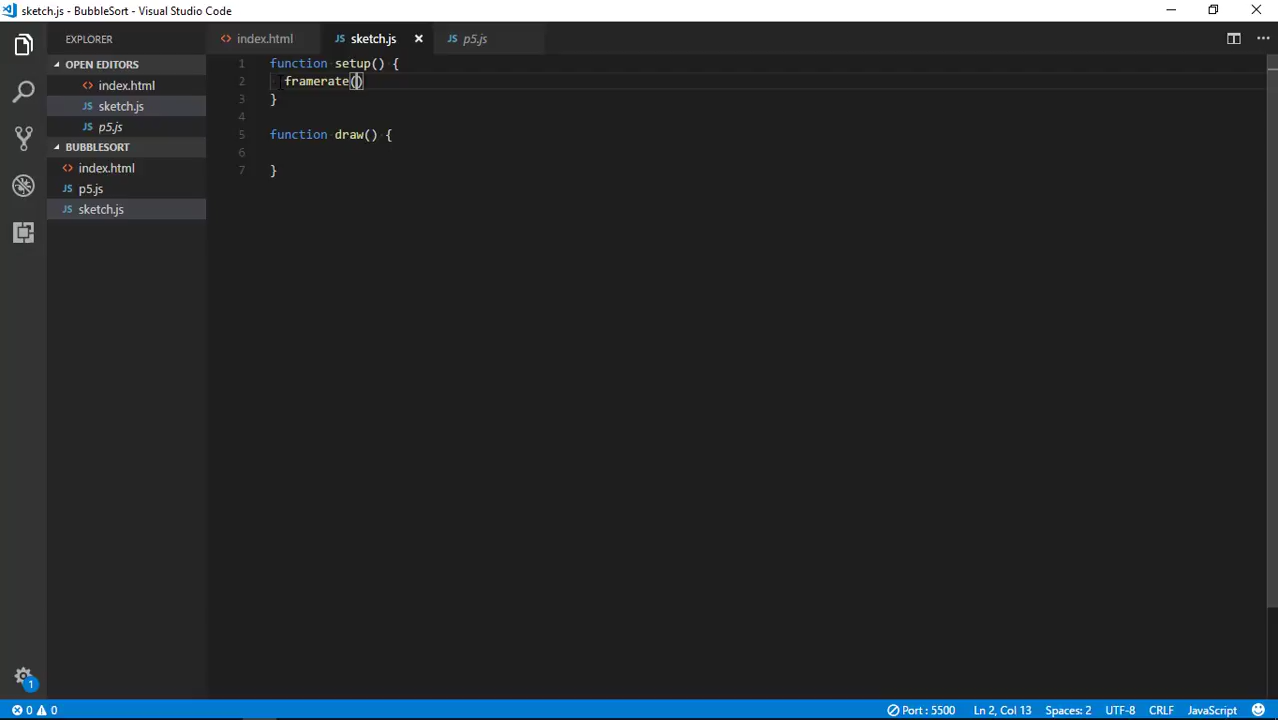 sketch.js - BubbleSort - Visual Studio Code
EXPLORER
index.html
sketch.js
p5.js
OPEN EDITORS
index.html
sketch.js
p5.js
BUBBLESORT
index.html
p5.js
sketch.js
1 function setup() {
2 framerate()
3 }
4
5 function draw() {
6
7 }
1
0 0
Port : 5500
Ln 2, Col 13
Spaces: 2
UTF-8
CRLF
JavaScript